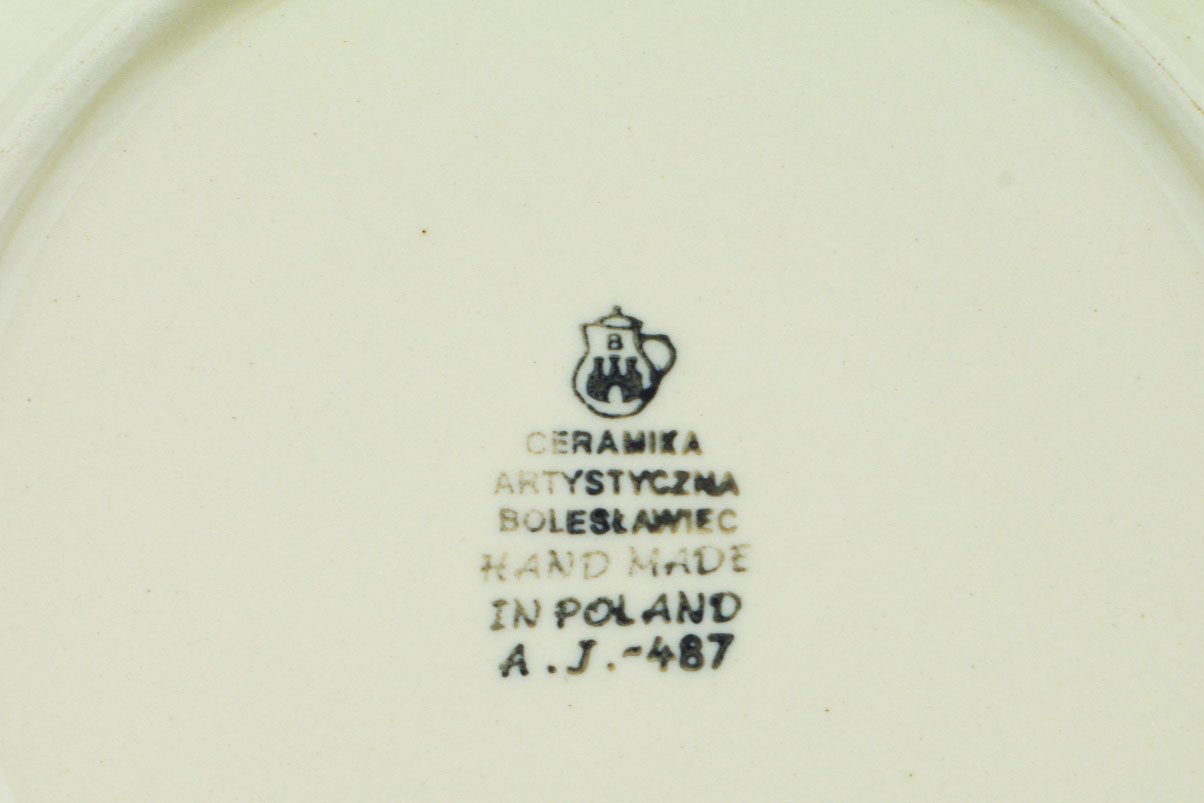 B
CERAMIKA
ARTYSTYCZNA
BOLESŁAWIEC
HAND MADE
IN POLAND
A.J.-487